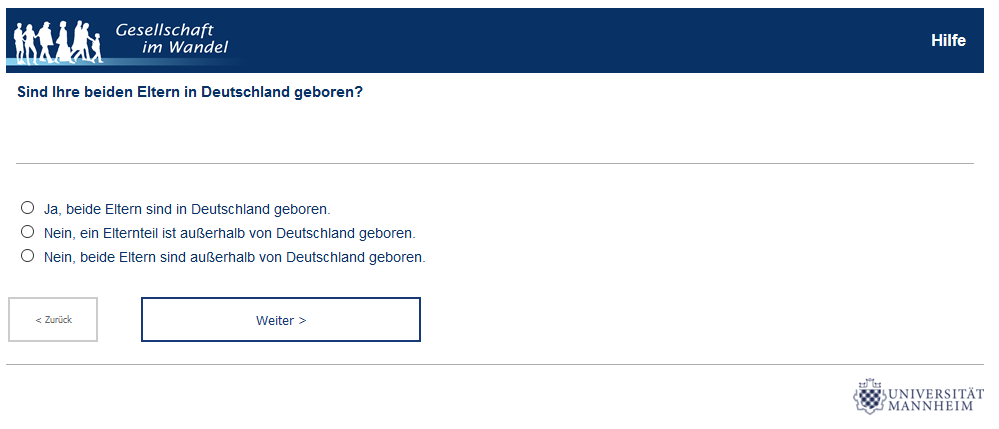 Gesellschaft
im Wandel
Hilfe
Sind Ihre beiden Eltern in Deutschland geboren?
Ja, beide Eltern sind in Deutschland geboren.
Nein, ein Elternteil ist außerhalb von Deutschland geboren.
Nein, beide Eltern sind außerhalb von Deutschland geboren.
< Zurück
Weiter >
UNIVERSITÄT
MANNHEIM